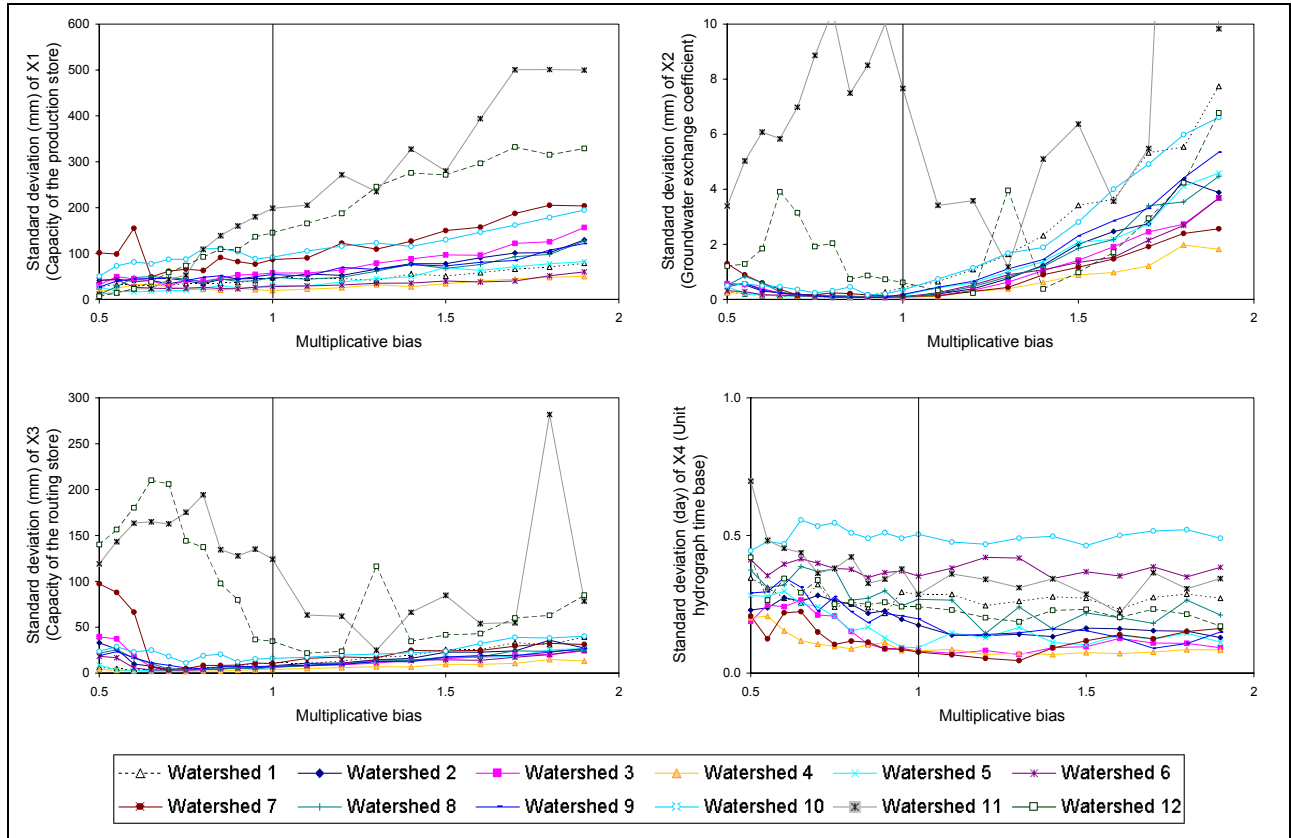 Standard deviation (mm) of X1
(Capacity of the production store)
600
500
400
300
200
100
0
0.5
1
1.5
2
Multiplicative bias
Standard deviation (mm) of X2
(Groundwater exchange coefficient)
10
8
6
4
2
0
0.5
1
1.5
2
Multiplicative bias
Standard deviation (mm) of X3
(Capacity of the routing store)
300
250
200
150
100
50
0
0.5
1
1.5
2
Multiplicative bias
Standard deviation (day) of X4 (Unit
hydrograph time base)
1.0
0.5
0.0
0.5
1
1.5
2
Multiplicative bias
Watershed 1
Watershed 2
Watershed 3
Watershed 4
Watershed 5
Watershed 6
Watershed 7
Watershed 8
Watershed 9
Watershed 10
Watershed 11
Watershed 12